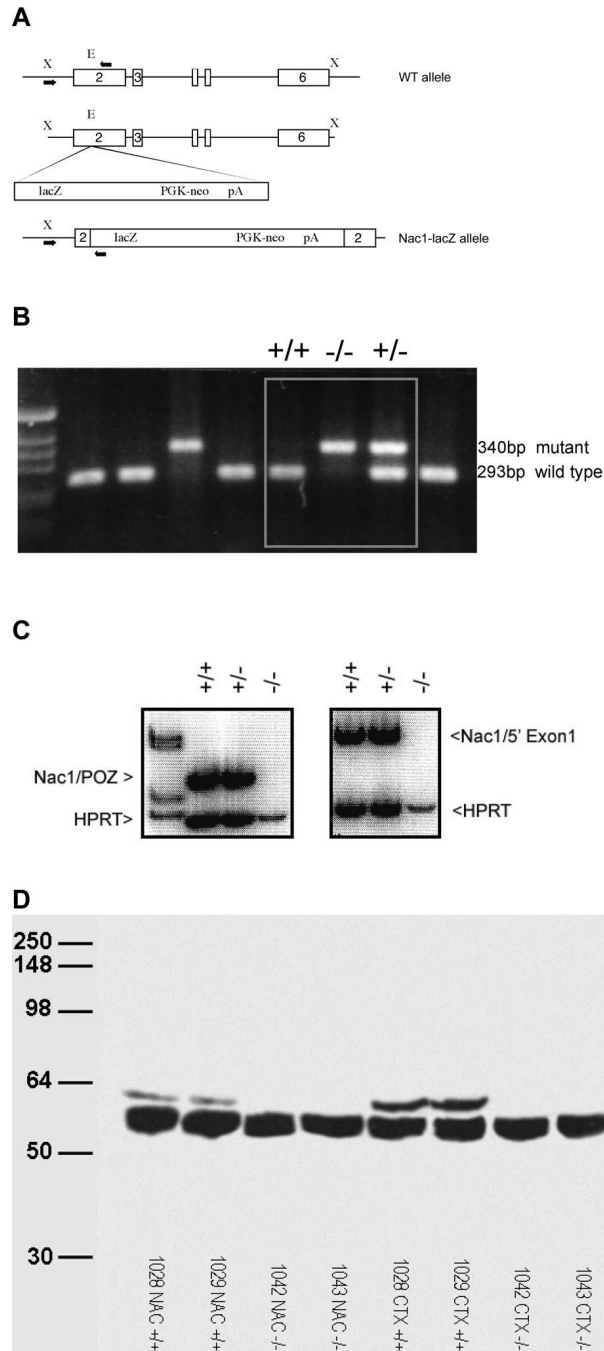 A
X
E
2
3
6
X
WT allele
E
X
2
3
6
X
lacZ PGK-neo pA
X
2 lacZ PGK-neo pA 2
Nac1-lacZ allele
B
+/+ -/- +/-
340bp mutant
293bp wild type
C
+/+ +/- -/-
+/+ +/- -/-
Nac1/POZ >
<Nac1/5' Exon1
HPRT>
<HPRT
D
250
148
98
64
50
30
1028 NAC +/+
1029 NAC +/+
1042 NAC -/-
1043 NAC -/-
1028 CTX +/+
1029 CTX +/+
1042 CTX -/-
1043 CTX -/-